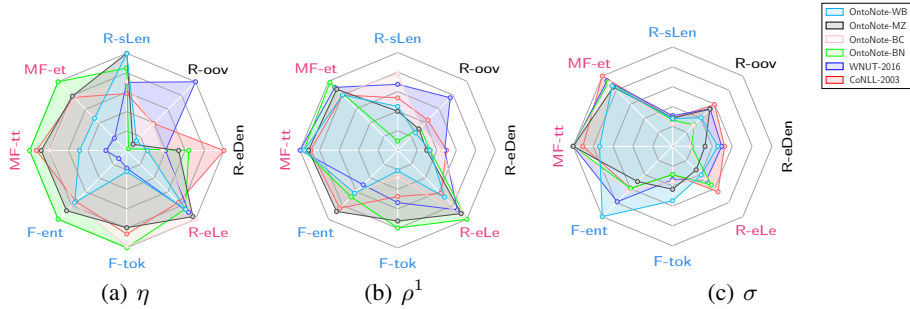 R-sLen
R-oov
R-eDen
R-eLe
F-tok
F-ent
MF-tt
MF-et
(a) η
R-sLen
R-oov
R-eDen
R-eLe
F-tok
F-ent
MF-tt
MF-et
(b) ρ¹
R-sLen
R-oov
R-eDen
R-eLe
F-tok
F-ent
MF-tt
MF-et
(c) σ
OntoNote-WB
OntoNote-MZ
OntoNote-BC
OntoNote-BN
WNUT-2016
CoNLL-2003